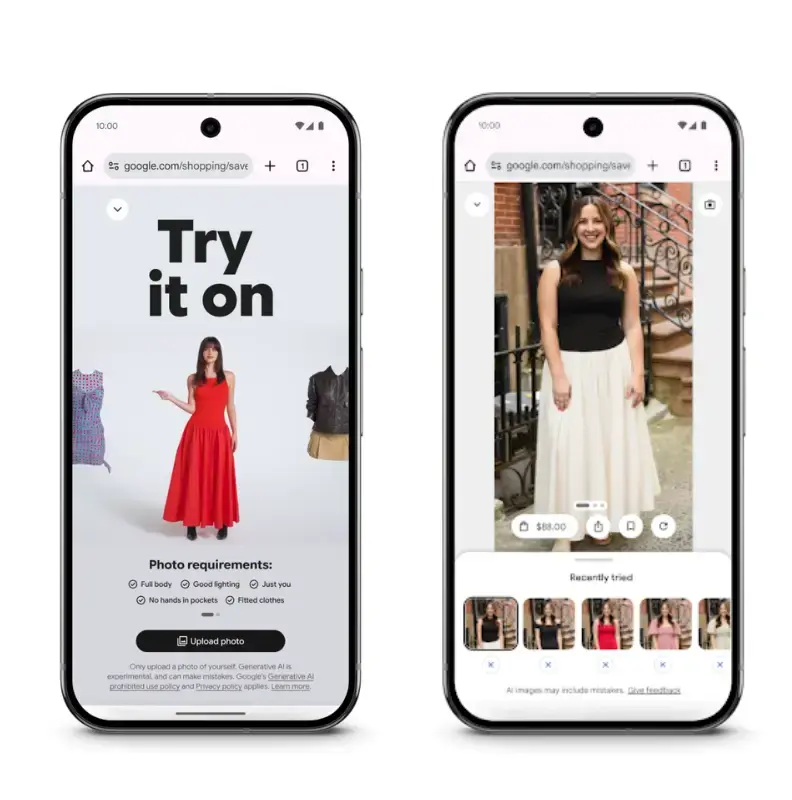 10:00
google.com/shopping/save
1
Try
it on
Photo requirements:
Full body Good lighting Just you
No hands in pockets Fitted clothes
Upload photo
Only upload a photo of yourself. Generative AI is
experimental, and can make mistakes. Google's Generative AI
prohibited use policy and Privacy policy applies. Learn more.
10:00
google.com/shopping/save
1
$88.00
Recently tried
AI images may include mistakes. Give feedback